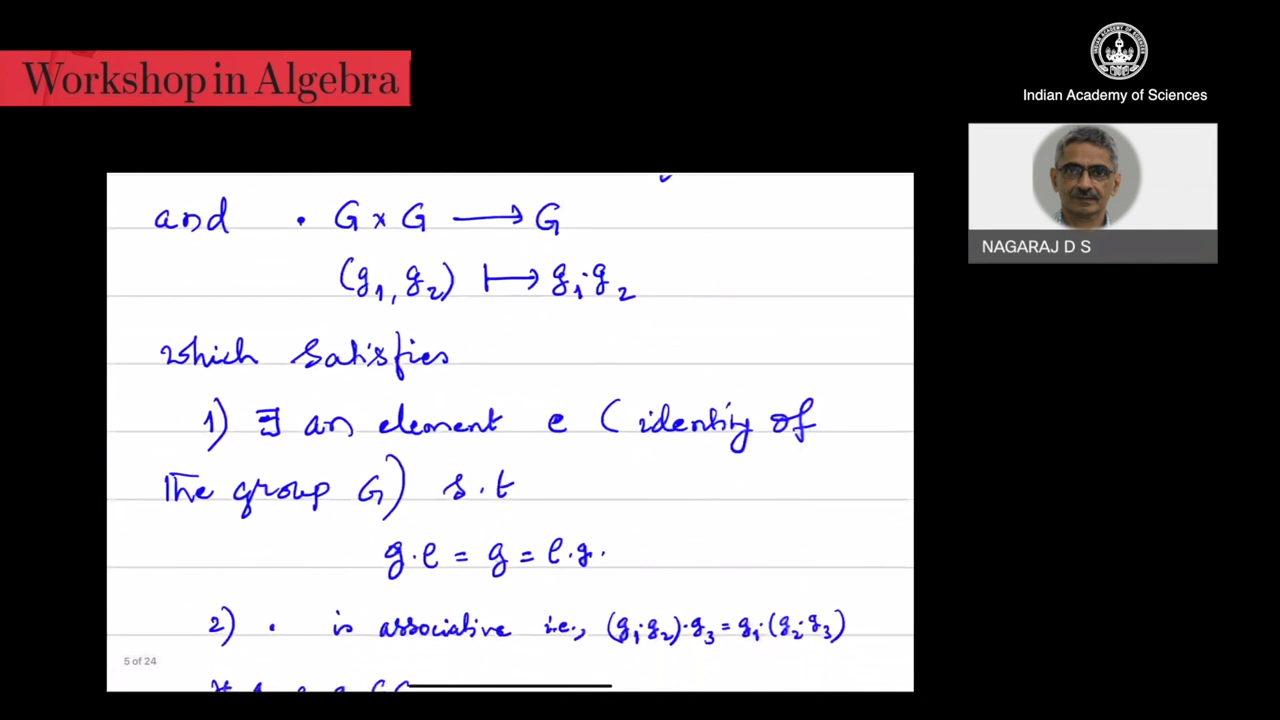 Workshop in Algebra
Indian Academy of Sciences
NAGARAJ D S
and · G × G ⟶ G
(g₁, g₂) ⟼ g₁·g₂
which satisfies
1) ∃ an element e (identity of
the group G) s.t
g·e = g = e.g.
2) · is associative i.e., (g₁·g₂)·g₃ = g₁·(g₂·g₃)
5 of 24